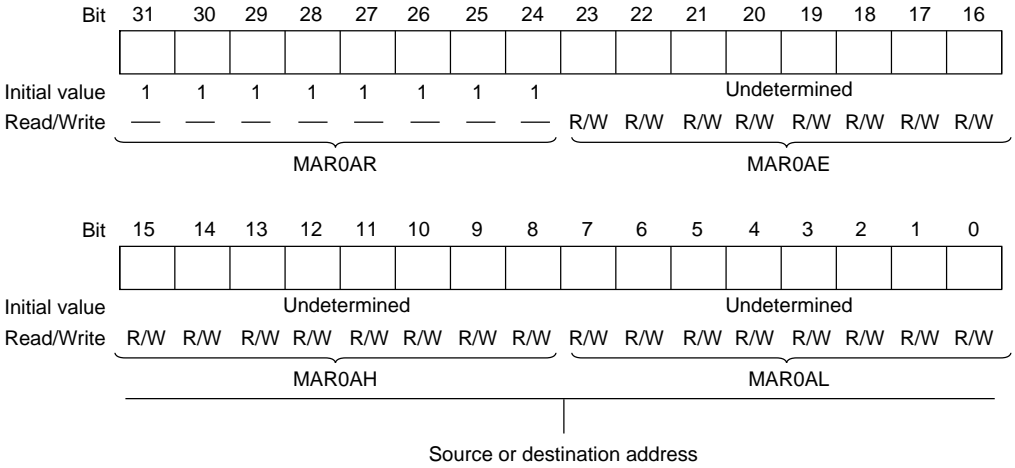 Bit 31 30 29 28 27 26 25 24 23 22 21 20 19 18 17 16
Initial value 1 1 1 1 1 1 1 1 Undetermined
Read/Write — — — — — — — — R/W R/W R/W R/W R/W R/W R/W R/W
MAR0AR MAR0AE
Bit 15 14 13 12 11 10 9 8 7 6 5 4 3 2 1 0
Initial value Undetermined Undetermined
Read/Write R/W R/W R/W R/W R/W R/W R/W R/W R/W R/W R/W R/W R/W R/W R/W R/W
MAR0AH MAR0AL
Source or destination address